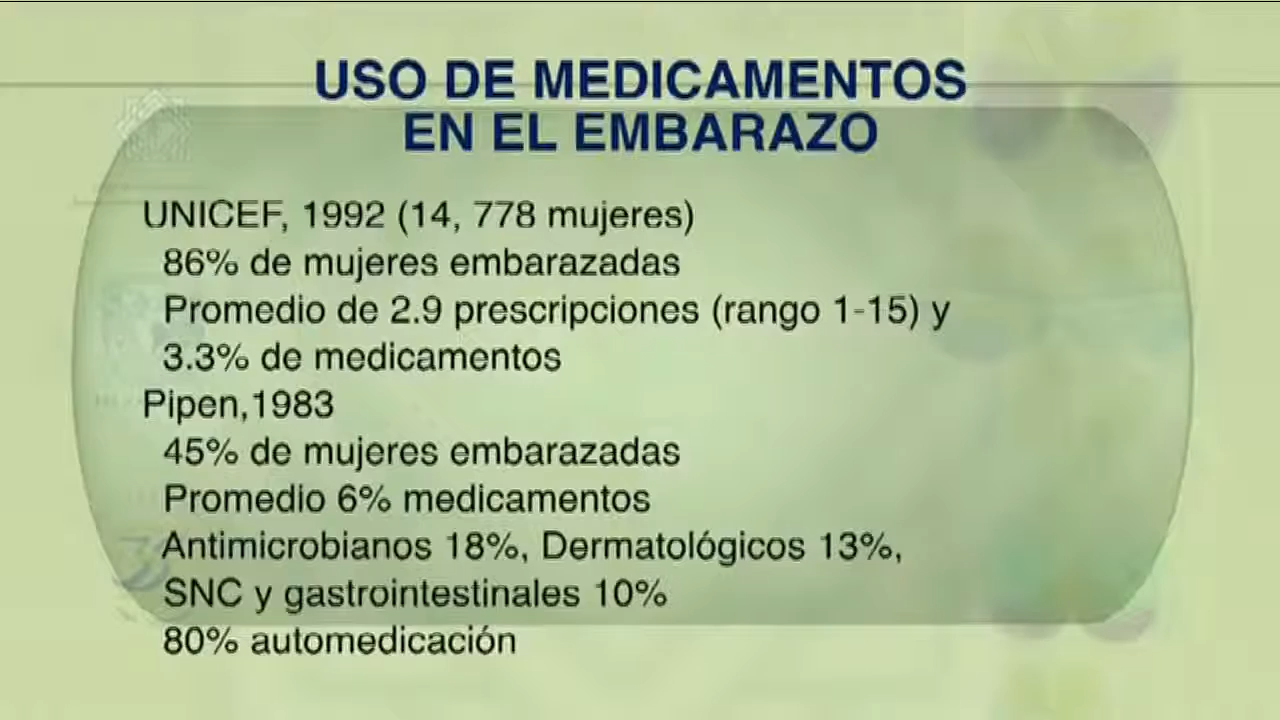 USO DE MEDICAMENTOS
EN EL EMBARAZO
UNICEF, 1992 (14, 778 mujeres)
86% de mujeres embarazadas
Promedio de 2.9 prescripciones (rango 1-15) y
3.3% de medicamentos
Pipen,1983
45% de mujeres embarazadas
Promedio 6% medicamentos
Antimicrobianos 18%, Dermatológicos 13%,
SNC y gastrointestinales 10%
80% automedicación